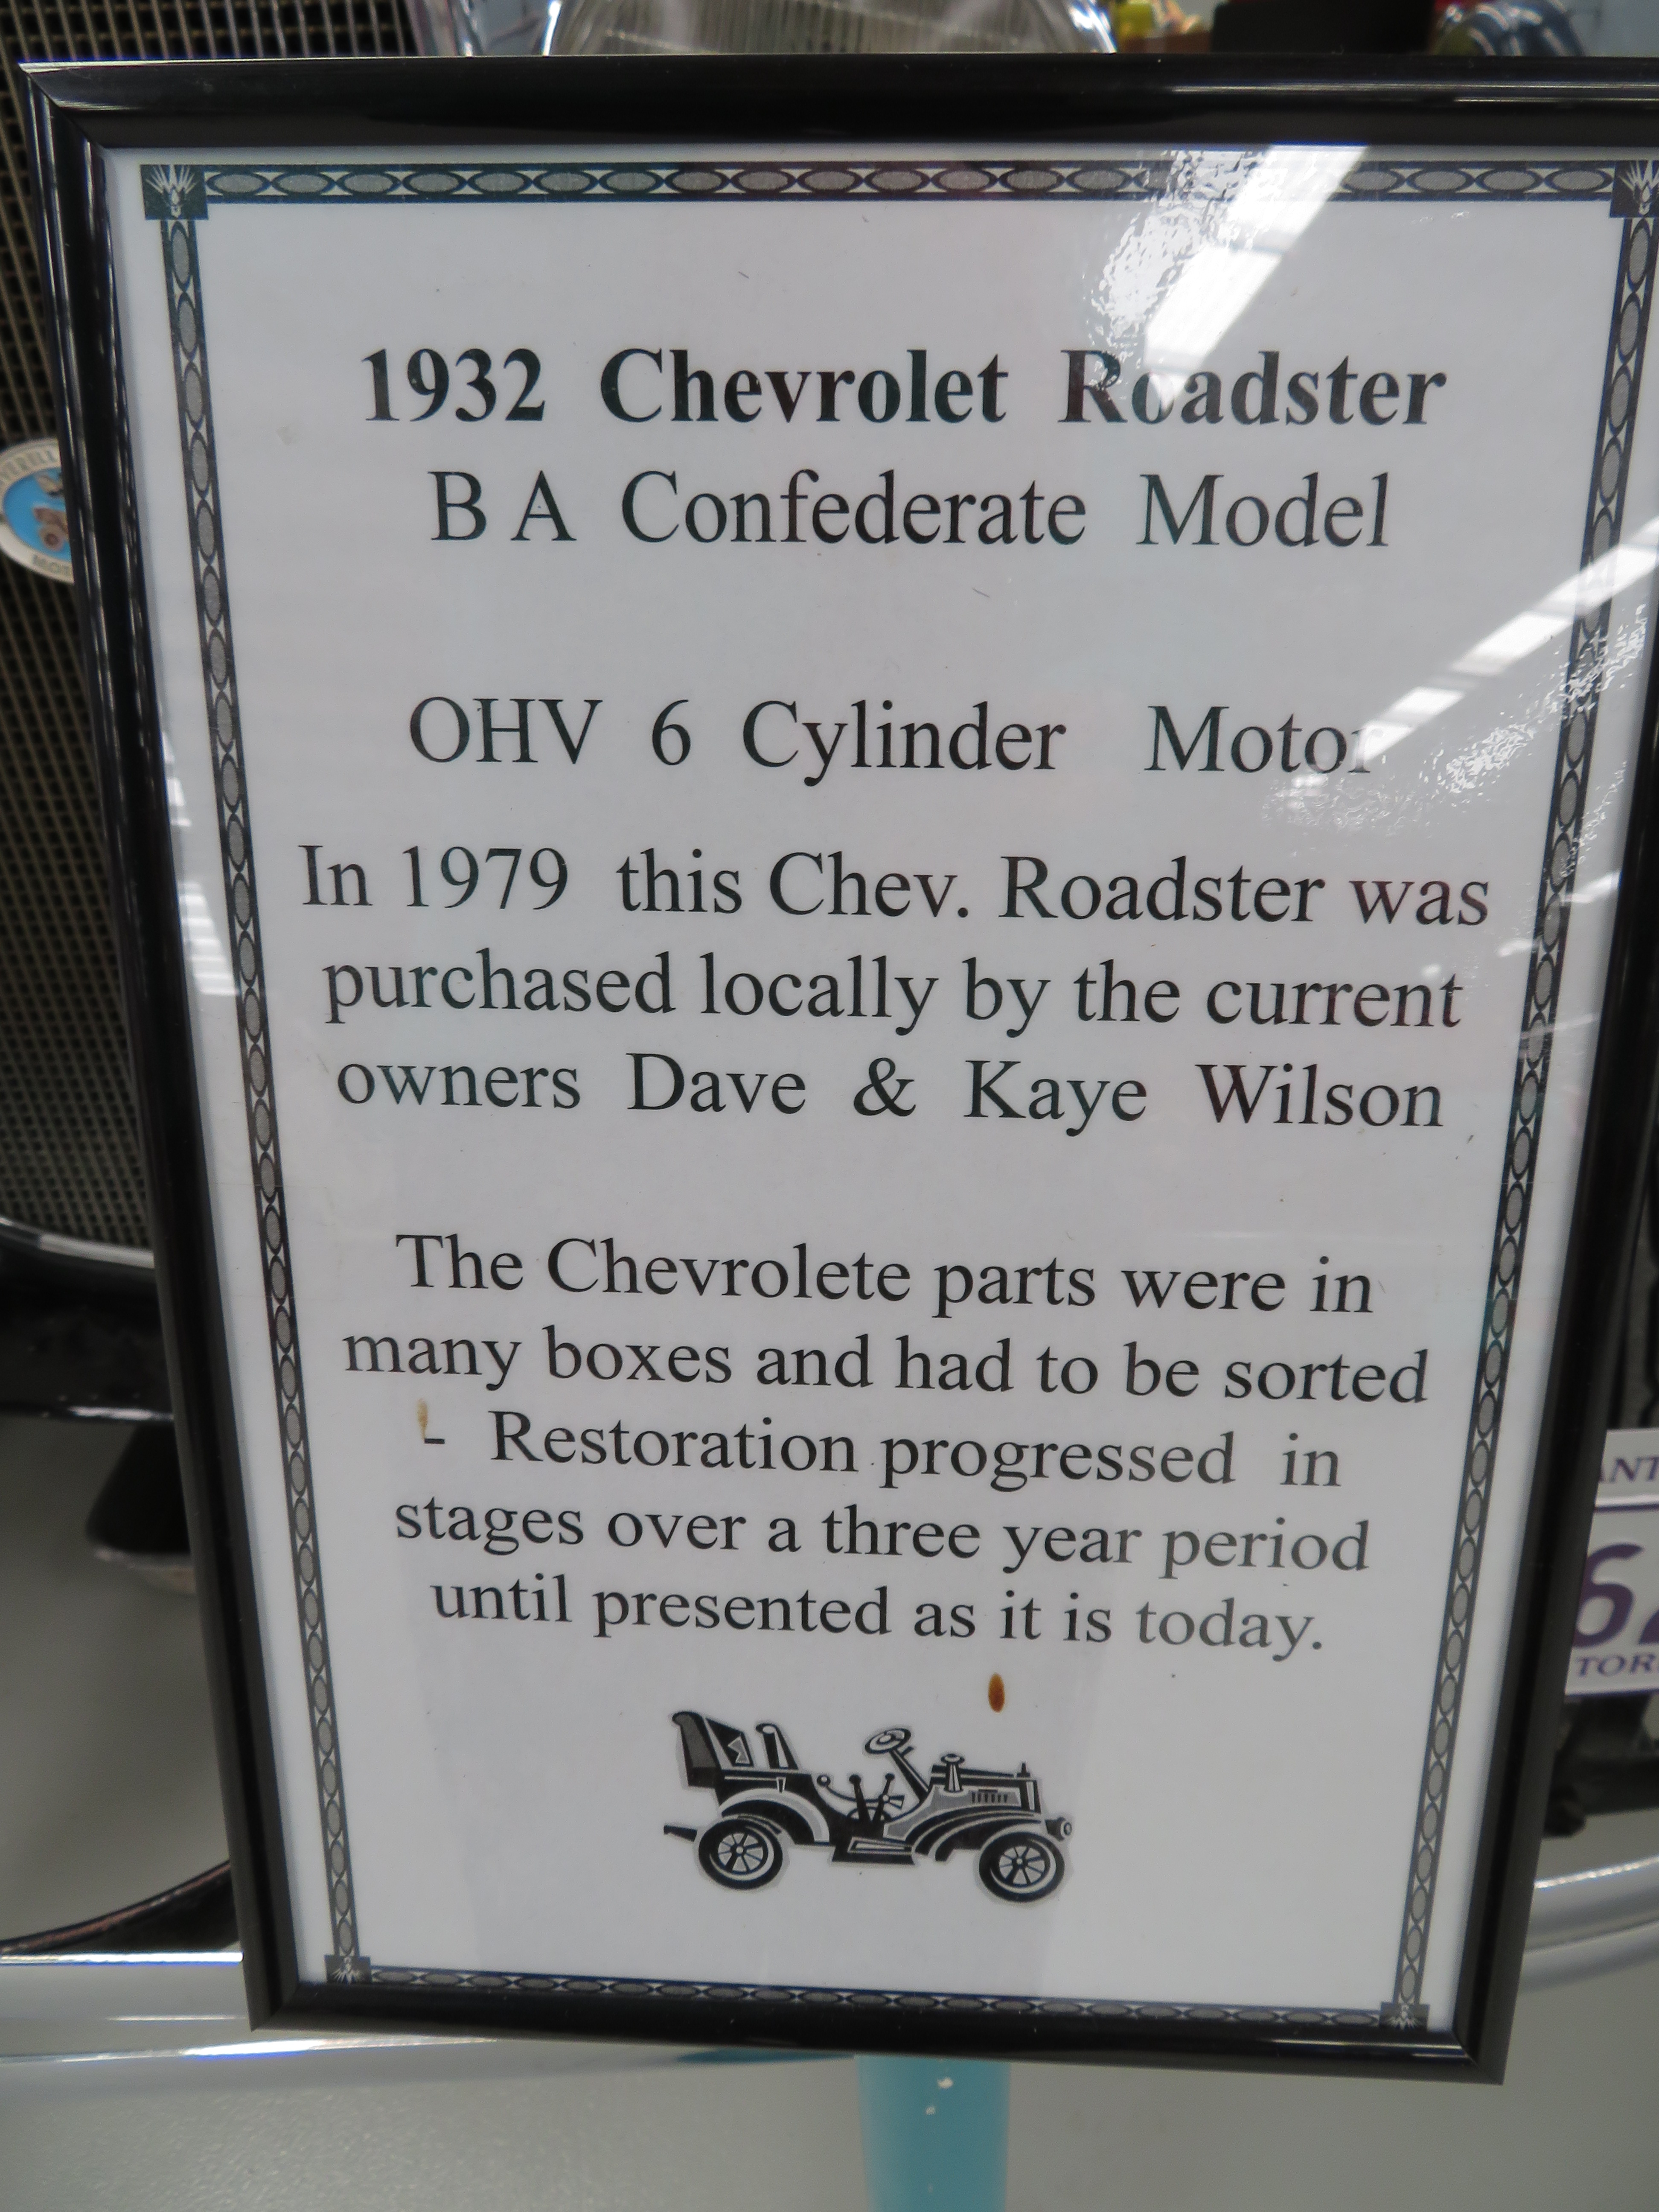 1932 Chevrolet Roadster
B A Confederate Model
OHV 6 Cylinder Motor
In 1979 this Chev. Roadster was
purchased locally by the current
owners Dave & Kaye Wilson
The Chevrolete parts were in
many boxes and had to be sorted
- Restoration progressed in
stages over a three year period
until presented as it is today.